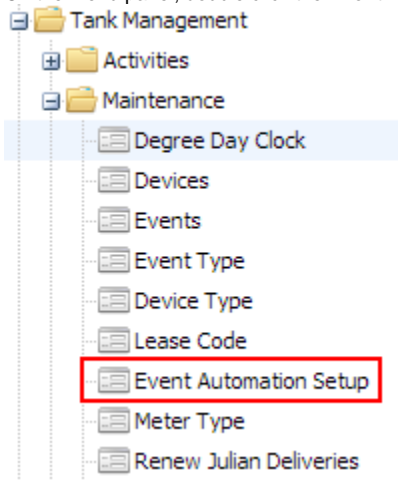 Tank Management
Activities
Maintenance
Degree Day Clock
Devices
Events
Event Type
Device Type
Lease Code
Event Automation Setup
Meter Type
Renew Julian Deliveries